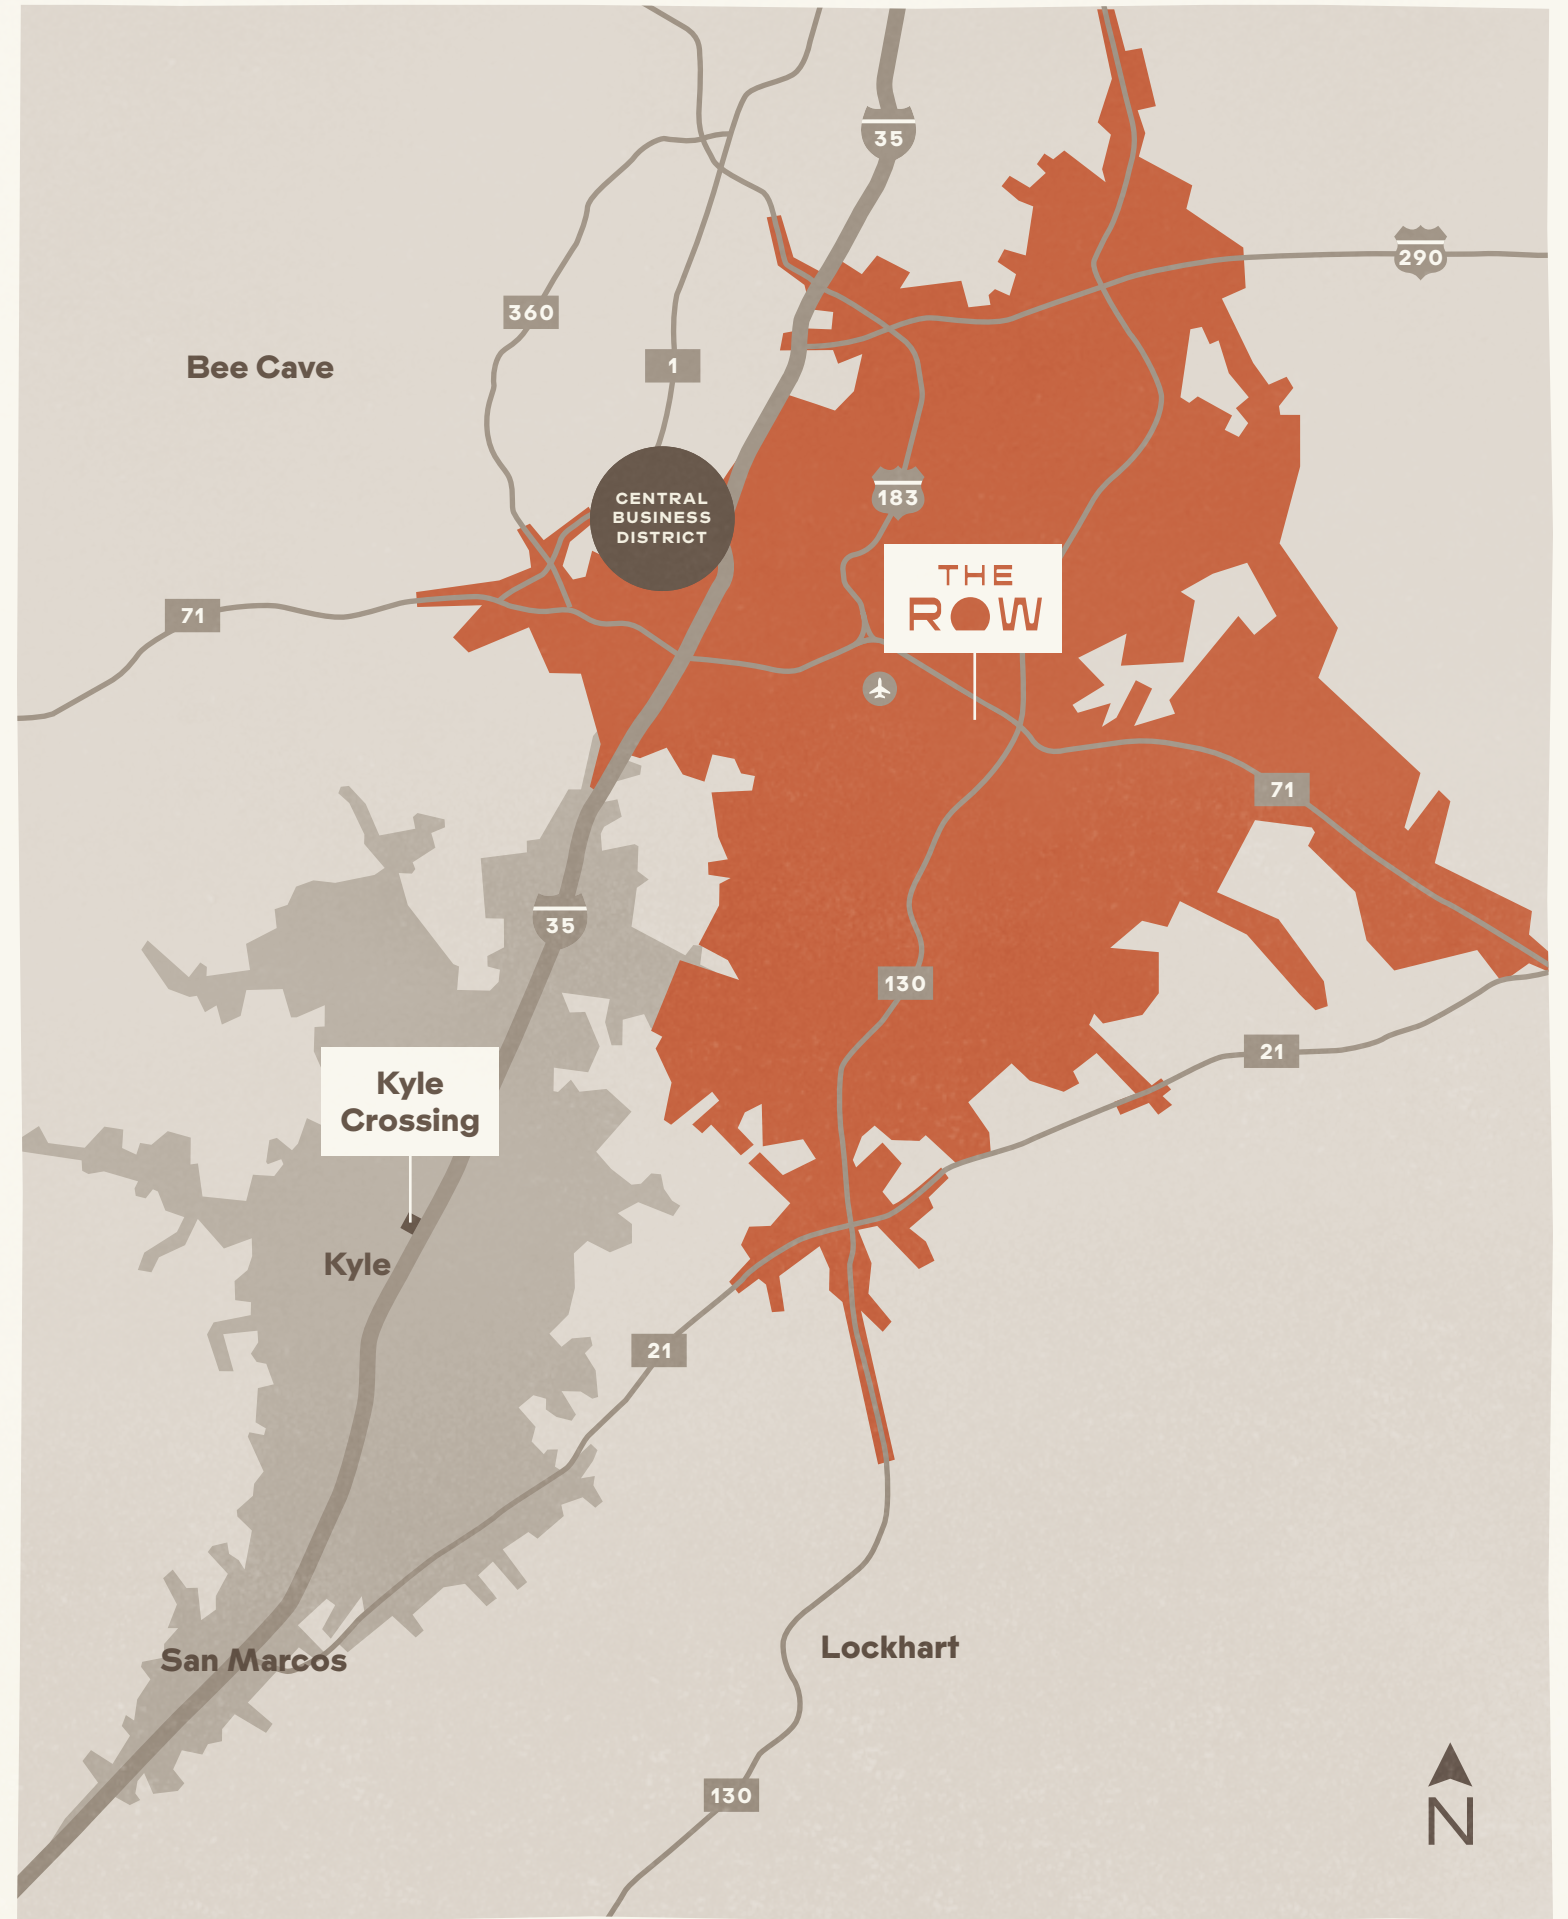 35
290
360
1
Bee Cave
183
CENTRAL
BUSINESS
DISTRICT
THE
ROW
71
71
35
130
21
Kyle
Crossing
Kyle
21
San Marcos
Lockhart
130
N